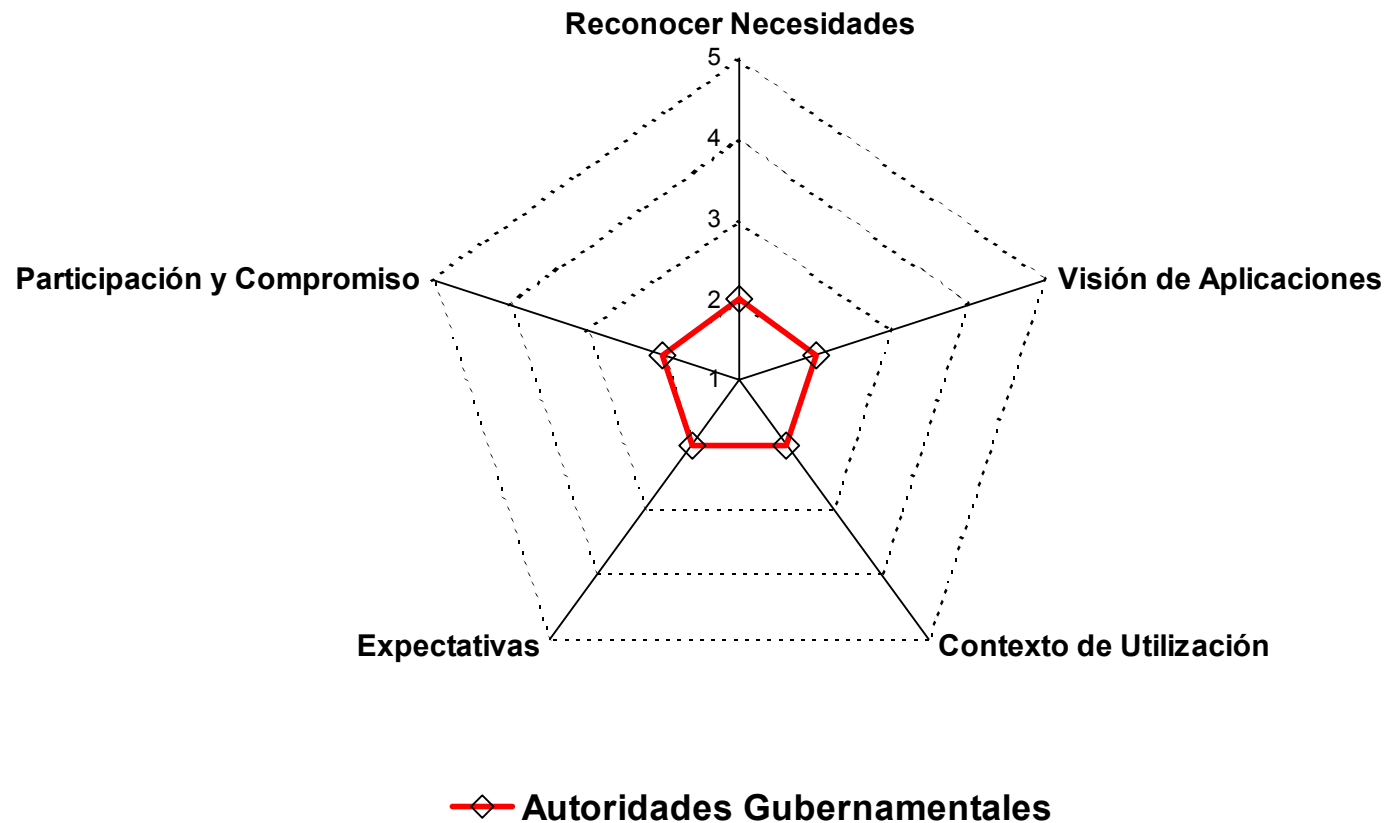 Reconocer Necesidades
5
4
3
2
1
Participación y Compromiso
Visión de Aplicaciones
Expectativas
Contexto de Utilización
Autoridades Gubernamentales